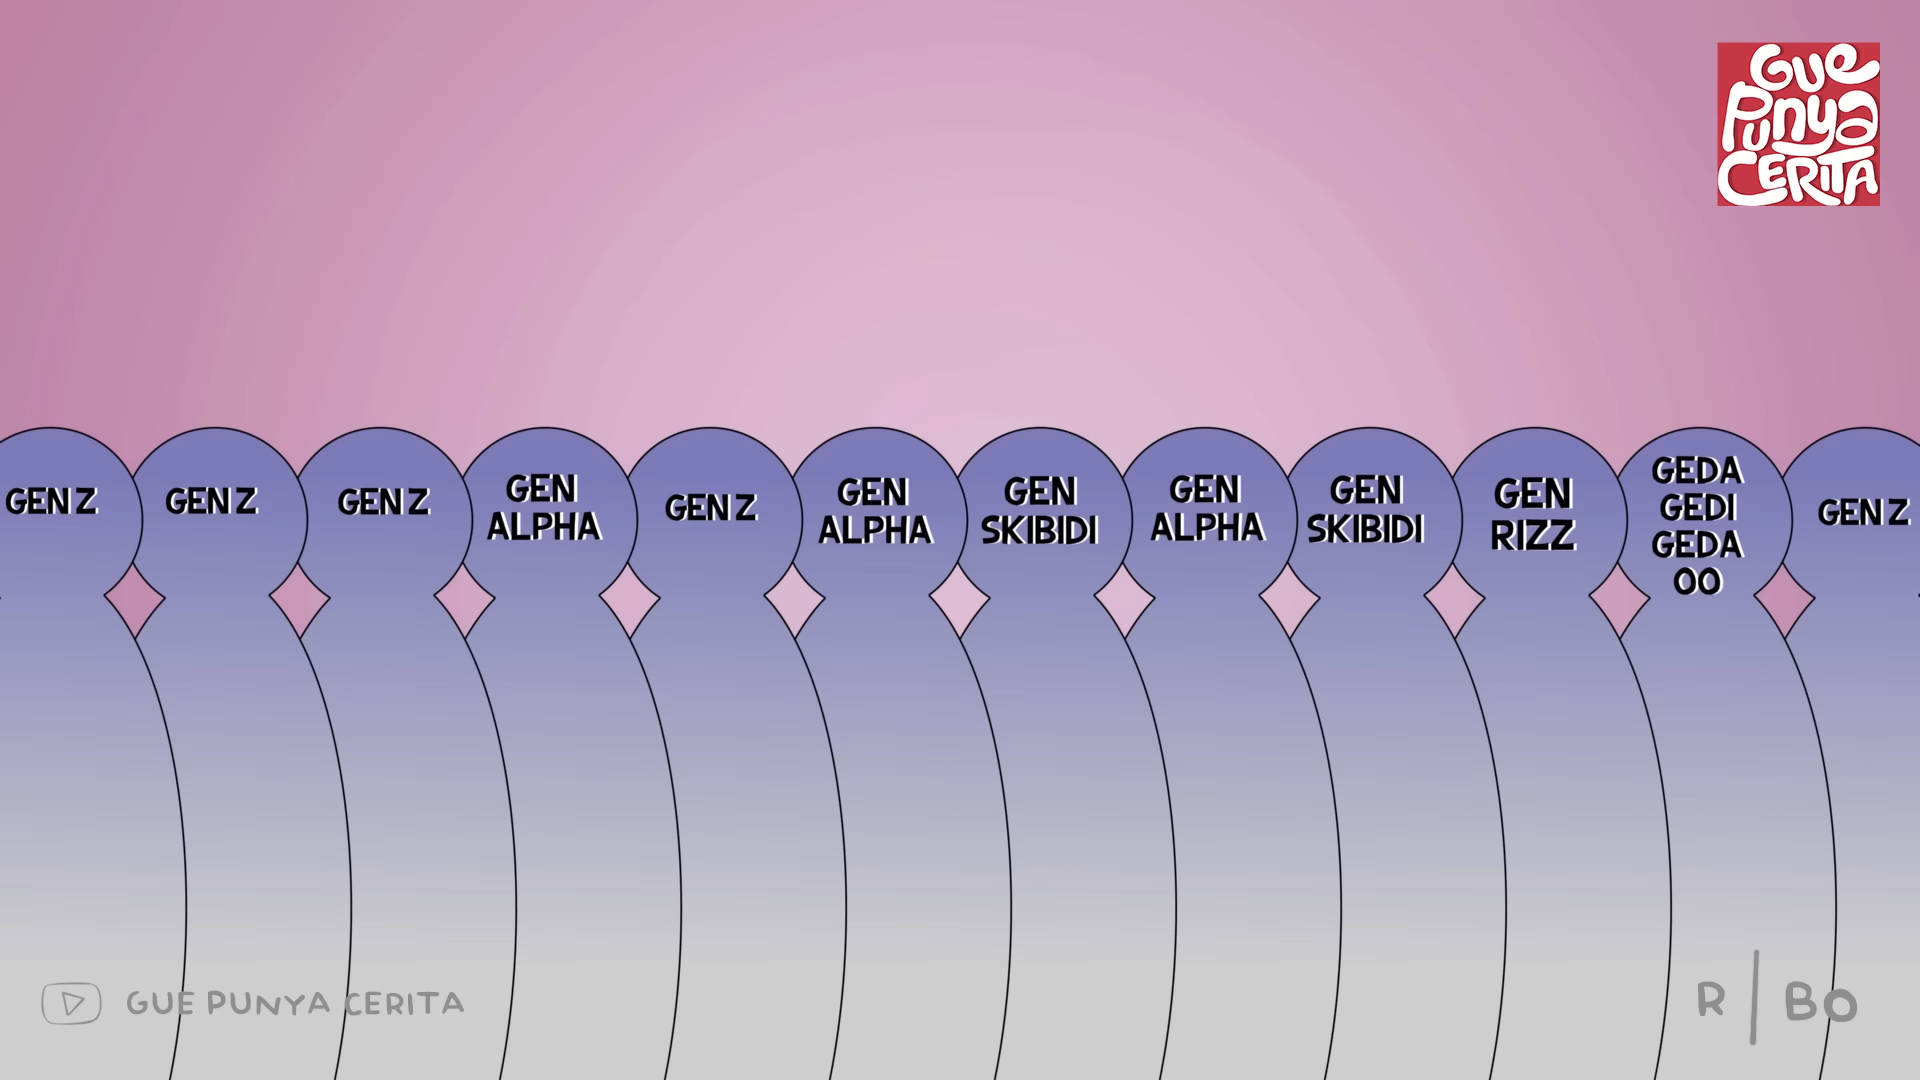 Gue
Punya
CERITA
GEN Z
GEN Z
GEN Z
GEN
ALPHA
GEN Z
GEN
ALPHA
GEN
SKIBIDI
GEN
ALPHA
GEN
SKIBIDI
GEN
RIZZ
GEDA
GEDI
GEDA
OO
GEN Z
GUE PUNYA CERITA
R | BO